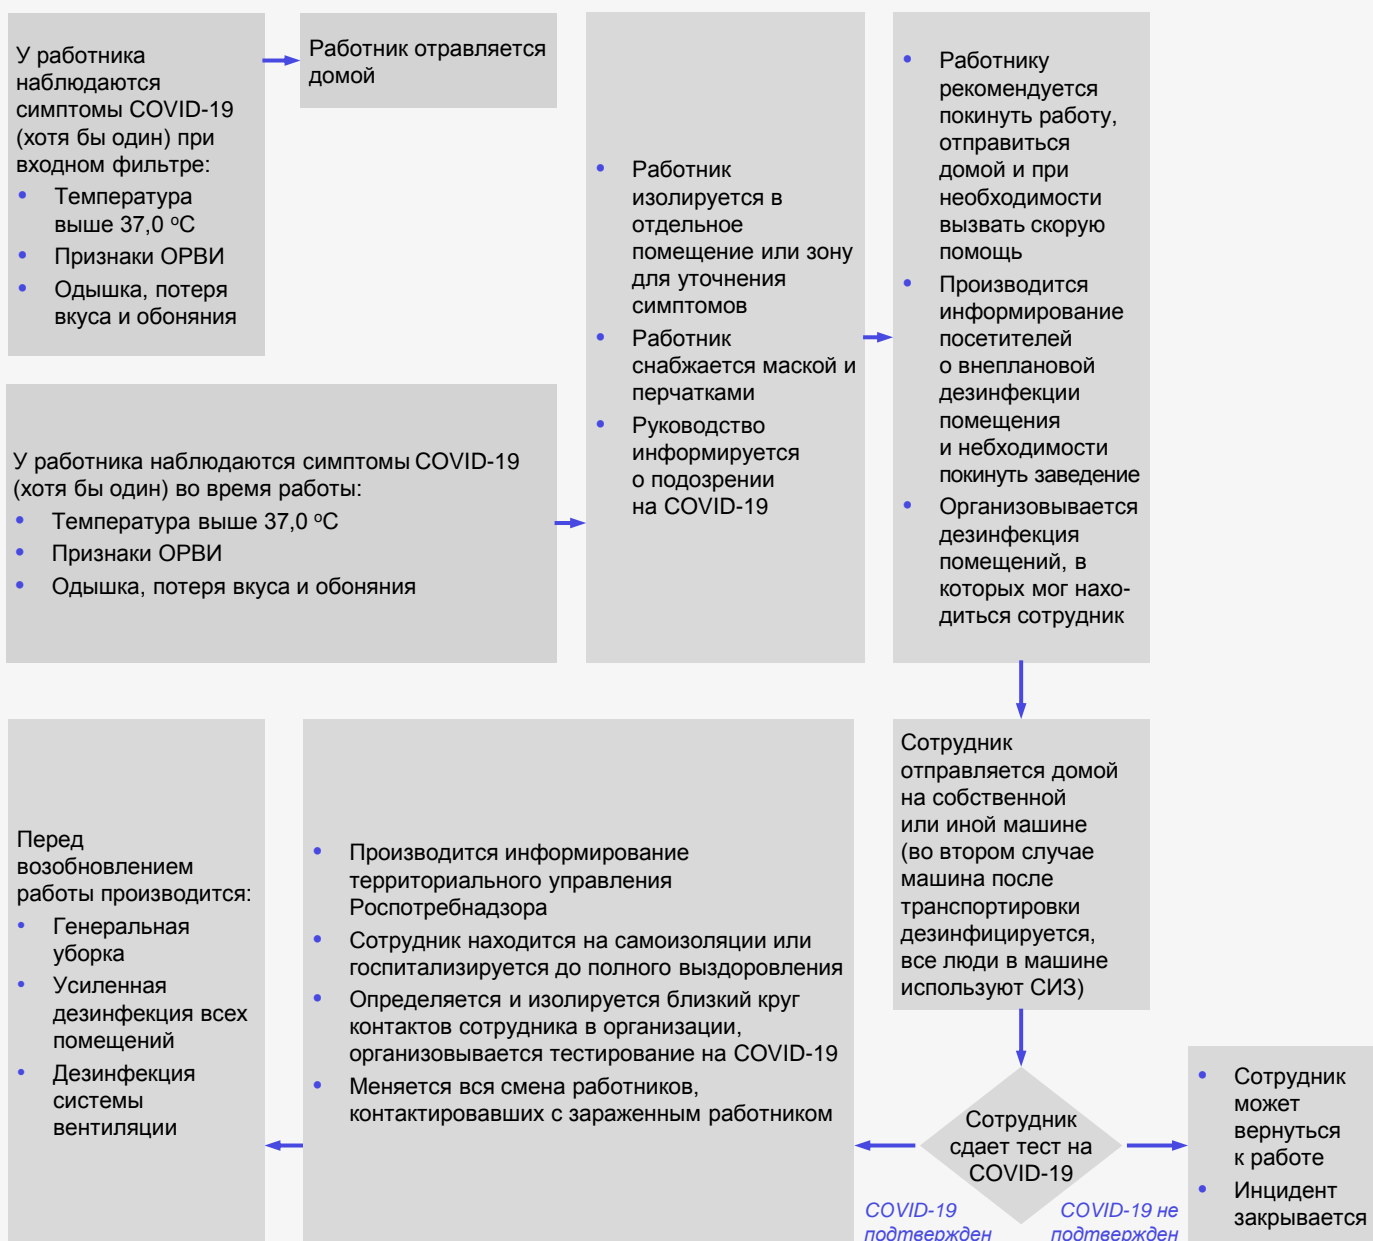 У работника
наблюдаются
симптомы COVID-19
(хотя бы один) при
входном фильтре:
• Температура
выше 37,0 ºС
• Признаки ОРВИ
• Одышка, потеря
вкуса и обоняния
Работник отравляется
домой
У работника наблюдаются симптомы COVID-19
(хотя бы один) во время работы:
• Температура выше 37,0 ºС
• Признаки ОРВИ
• Одышка, потеря вкуса и обоняния
• Работник
изолируется в
отдельное
помещение или зону
для уточнения
симптомов
• Работник
снабжается маской и
перчатками
• Руководство
информируется
о подозрении
на COVID-19
• Работнику
рекомендуется
покинуть работу,
отправиться
домой и при
необходимости
вызвать скорую
помощь
• Производится
информирование
посетителей
о внеплановой
дезинфекции
помещения
и небходимости
покинуть заведение
• Организовывается
дезинфекция
помещений, в
которых мог нахо-
диться сотрудник
Сотрудник
отправляется домой
на собственной
или иной машине
(во втором случае
машина после
транспортировки
дезинфицируется,
все люди в машине
используют СИЗ)
Сотрудник
сдает тест на
COVID-19
COVID-19
подтвержден
COVID-19 не
подтвержден
• Сотрудник
может
вернуться
к работе
• Инцидент
закрывается
• Производится информирование
территориального управления
Роспотребнадзора
• Сотрудник находится на самоизоляции или
госпитализируется до полного выздоровления
• Определяется и изолируется близкий круг
контактов сотрудника в организации,
организовывается тестирование на COVID-19
• Меняется вся смена работников,
контактировавших с зараженным работником
Перед
возобновлением
работы производится:
• Генеральная
уборка
• Усиленная
дезинфекция всех
помещений
• Дезинфекция
системы
вентиляции